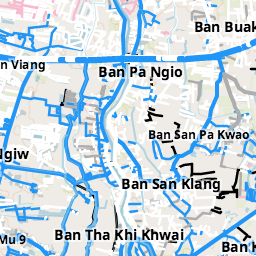 Ban Buak
n Viang
Ban Pa Ngio
Ban San Pa Kwao
Ngiw
Ban San Klang
Ban Tha Khi Khwai
Mu 9
Ban K